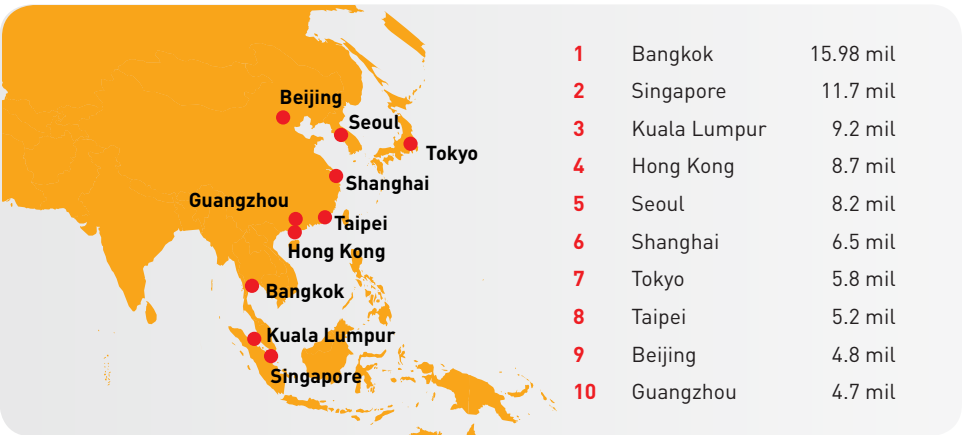 Beijing
Seoul
Tokyo
Shanghai
Guangzhou
Taipei
Hong Kong
Bangkok
Kuala Lumpur
Singapore
1 Bangkok 15.98 mil
2 Singapore 11.7 mil
3 Kuala Lumpur 9.2 mil
4 Hong Kong 8.7 mil
5 Seoul 8.2 mil
6 Shanghai 6.5 mil
7 Tokyo 5.8 mil
8 Taipei 5.2 mil
9 Beijing 4.8 mil
10 Guangzhou 4.7 mil